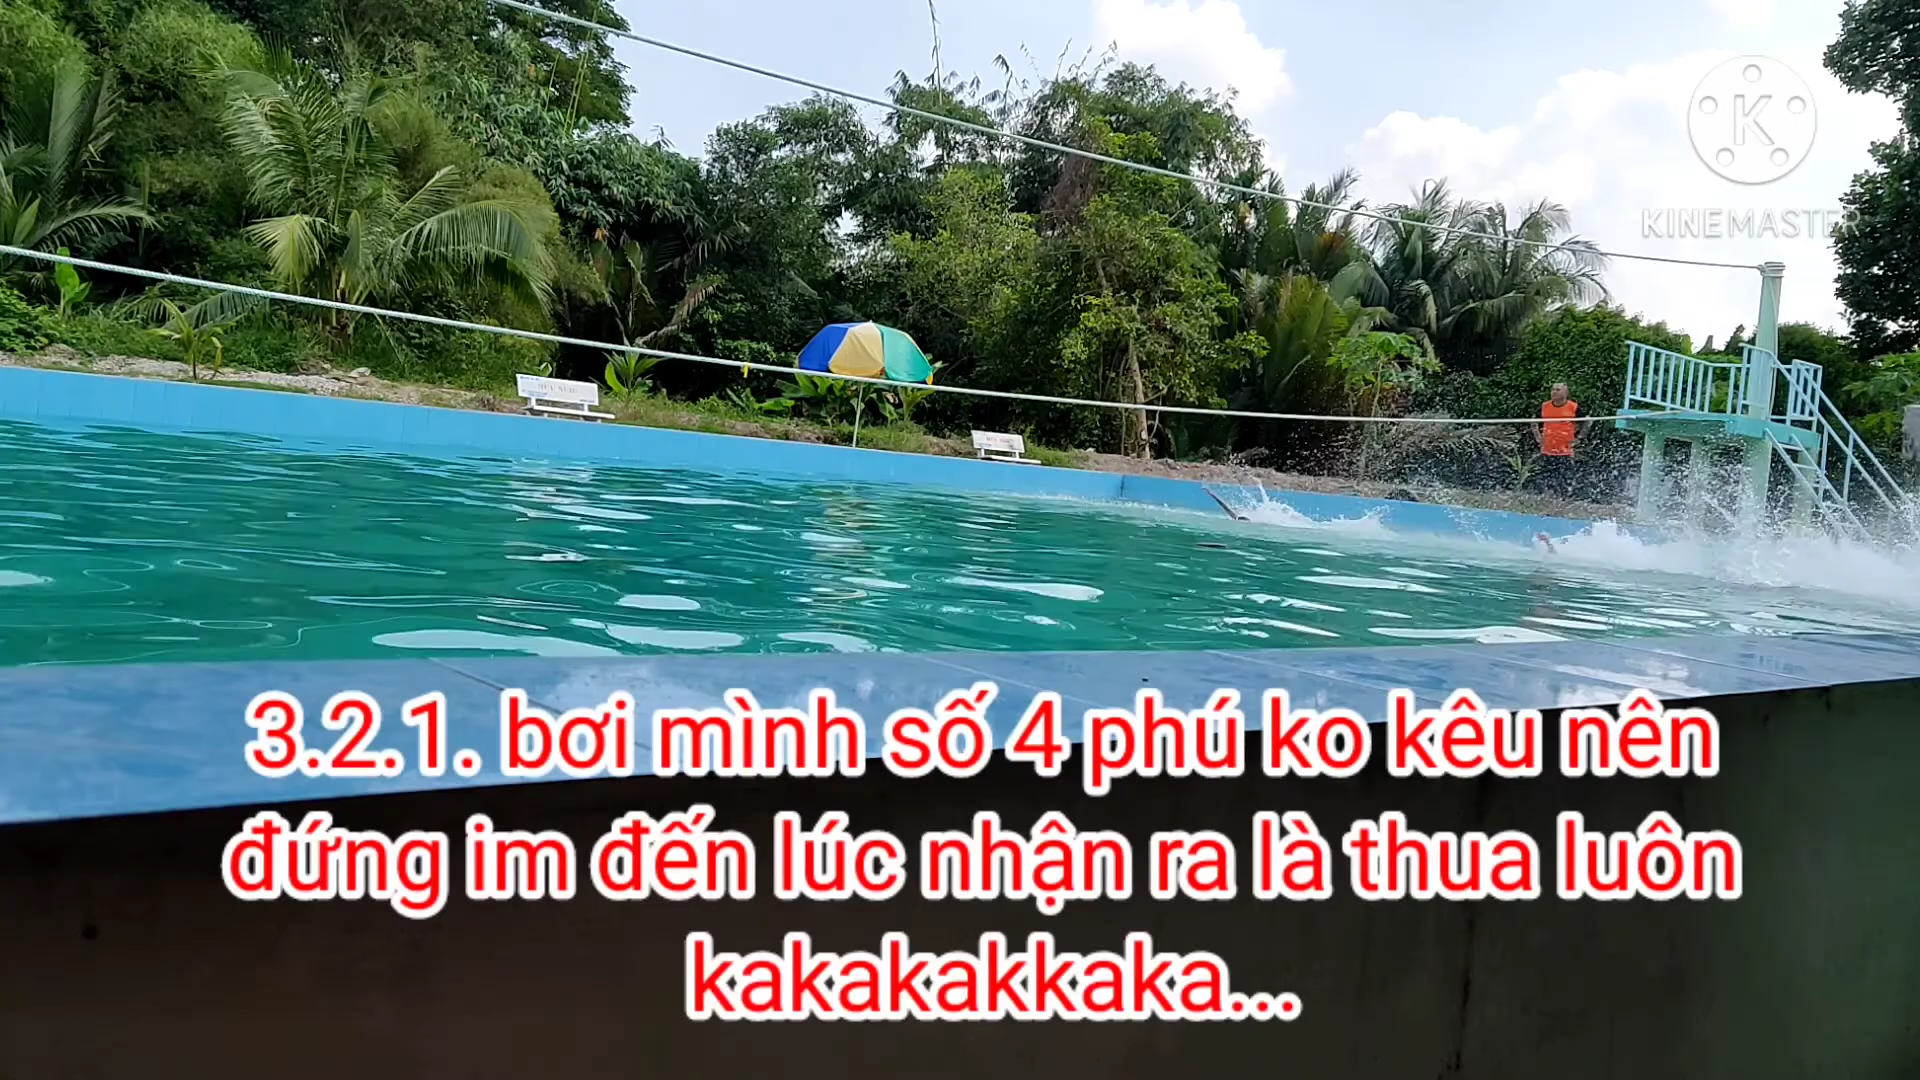 K
KINEMASTER
3.2.1. bơi mình số 4 phú ko kêu nên
đứng im đến lúc nhận ra là thua luôn
kakakakkaka...